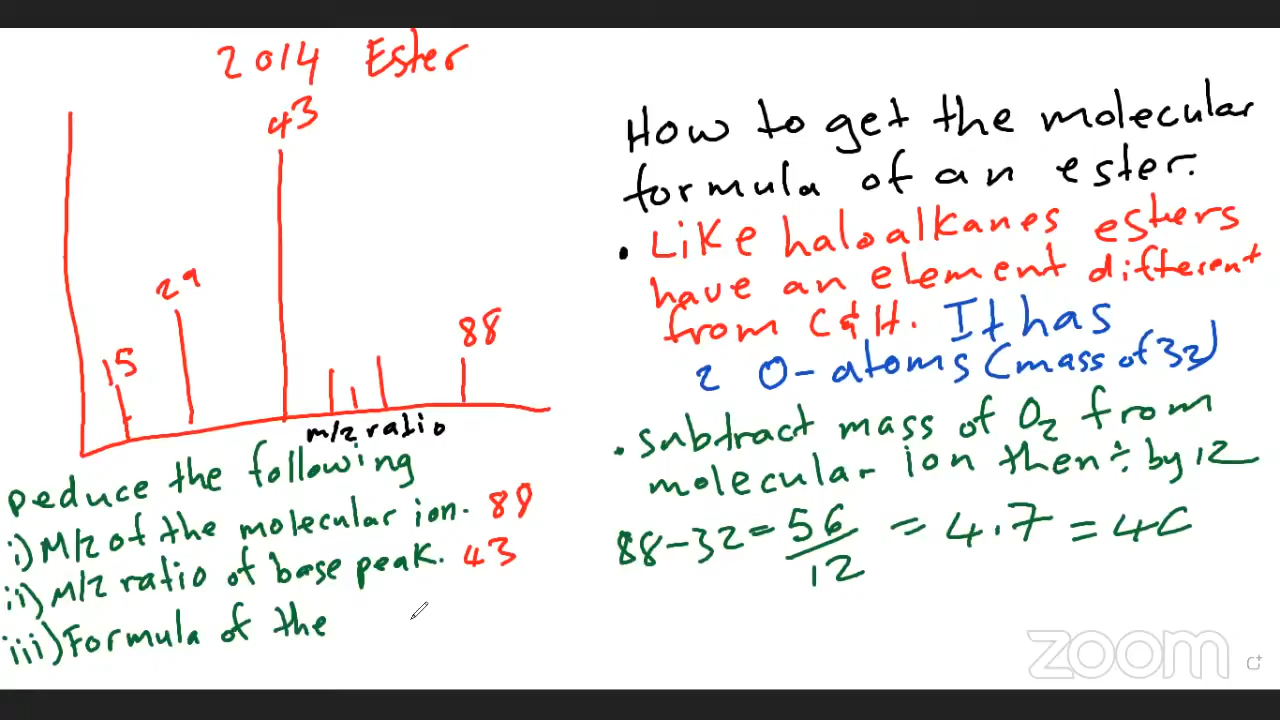 2014 Ester
43
29
15
88
m/z ratio
Deduce the following
i) M/z of the molecular ion. 88
ii) M/z ratio of base peak. 43
iii) Formula of the
How to get the molecular
formula of an ester.
• Like haloalkanes esters
have an element different
from C & H. It has
2 O-atoms (mass of 32)
• Subtract mass of O2 from
molecular ion then ÷ by 12
88-32 = 56/12 = 4.7 = 4C
zoom